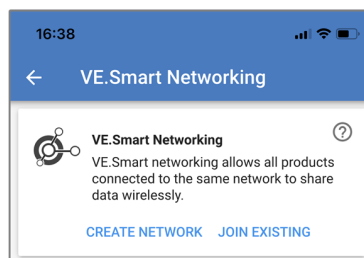 16:38
VE.Smart Networking
VE.Smart Networking
VE.Smart networking allows all products
connected to the same network to share
data wirelessly.
CREATE NETWORK JOIN EXISTING